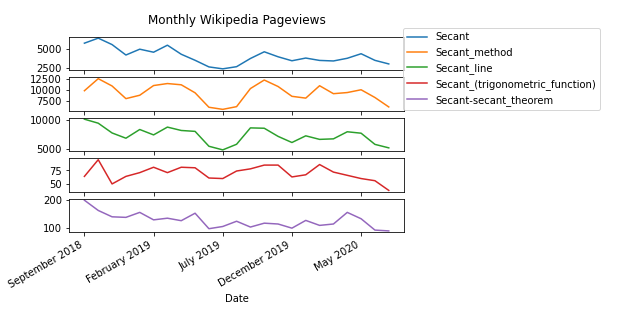 Monthly Wikipedia Pageviews
Secant
Secant_method
Secant_line
Secant_(trigonometric_function)
Secant-secant_theorem
5000
2500
12500
10000
7500
10000
5000
75
50
200
100
September 2018
February 2019
July 2019
December 2019
May 2020
Date